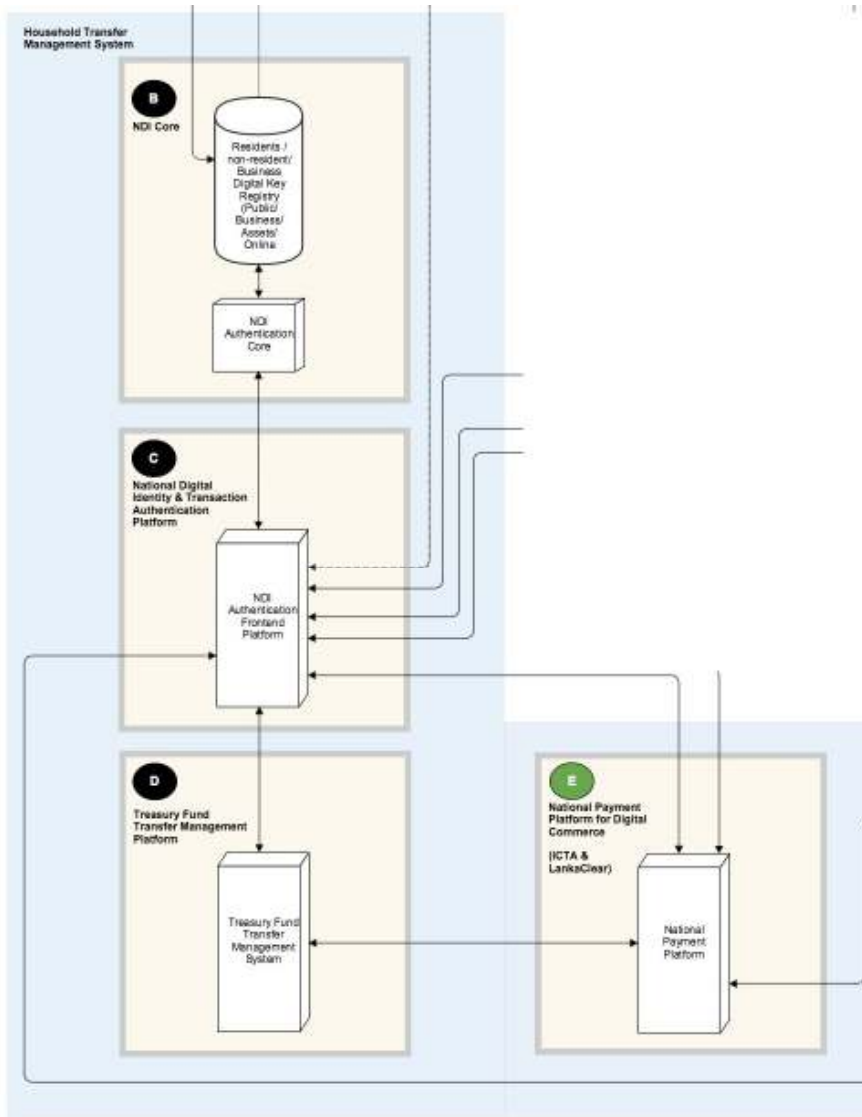 Household Transfer
Management System
B
NDI Core
Residents /
non-resident/
Business
Digital Key
Registry
(Public/
Business/
Assets/
Online
NDI
Authentication
Core
C
National Digital
Identity & Transaction
Authentication
Platform
NDI
Authentication
Frontend
Platform
D
Treasury Fund
Transfer Management
Platform
Treasury Fund
Transfer
Management
System
E
National Payment
Platform for Digital
Commerce
(ICTA &
LankaClear)
National
Payment
Platform